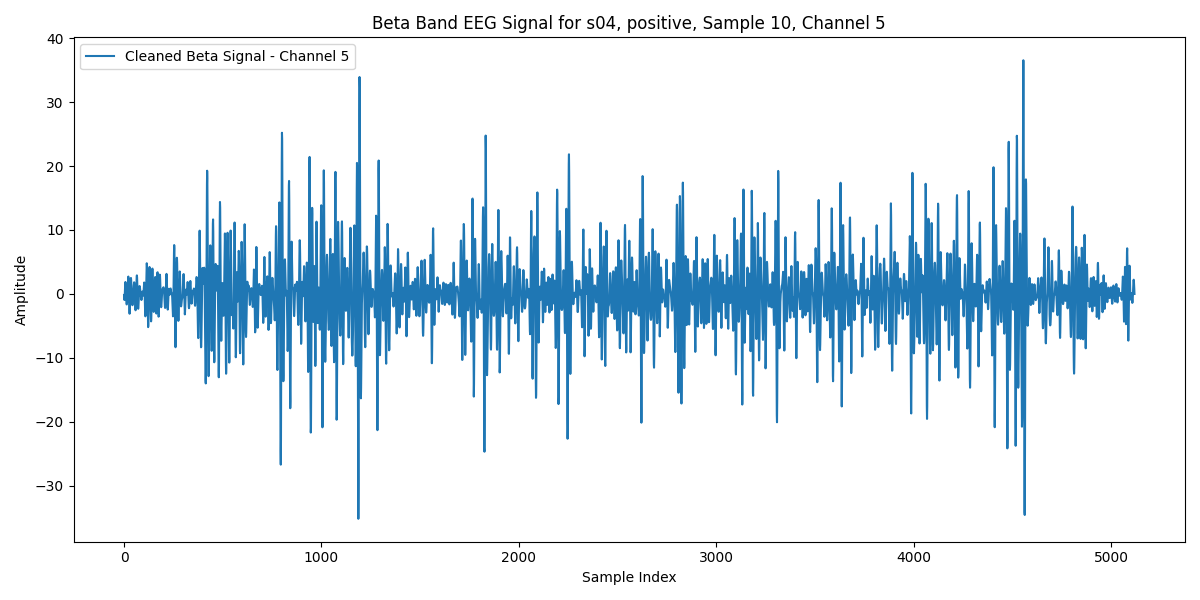 Beta Band EEG Signal for s04, positive, Sample 10, Channel 5
Cleaned Beta Signal - Channel 5
Amplitude
40
30
20
10
0
−10
−20
−30
0 1000 2000 3000 4000 5000
Sample Index